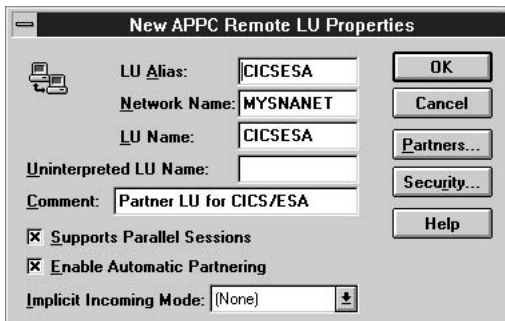 New APPC Remote LU Properties
LU Alias: CICSESA
Network Name: MYSNANET
LU Name: CICSESA
Uninterpreted LU Name:
Comment: Partner LU for CICS/ESA
Supports Parallel Sessions
Enable Automatic Partnering
Implicit Incoming Mode: (None)
OK
Cancel
Partners...
Security...
Help